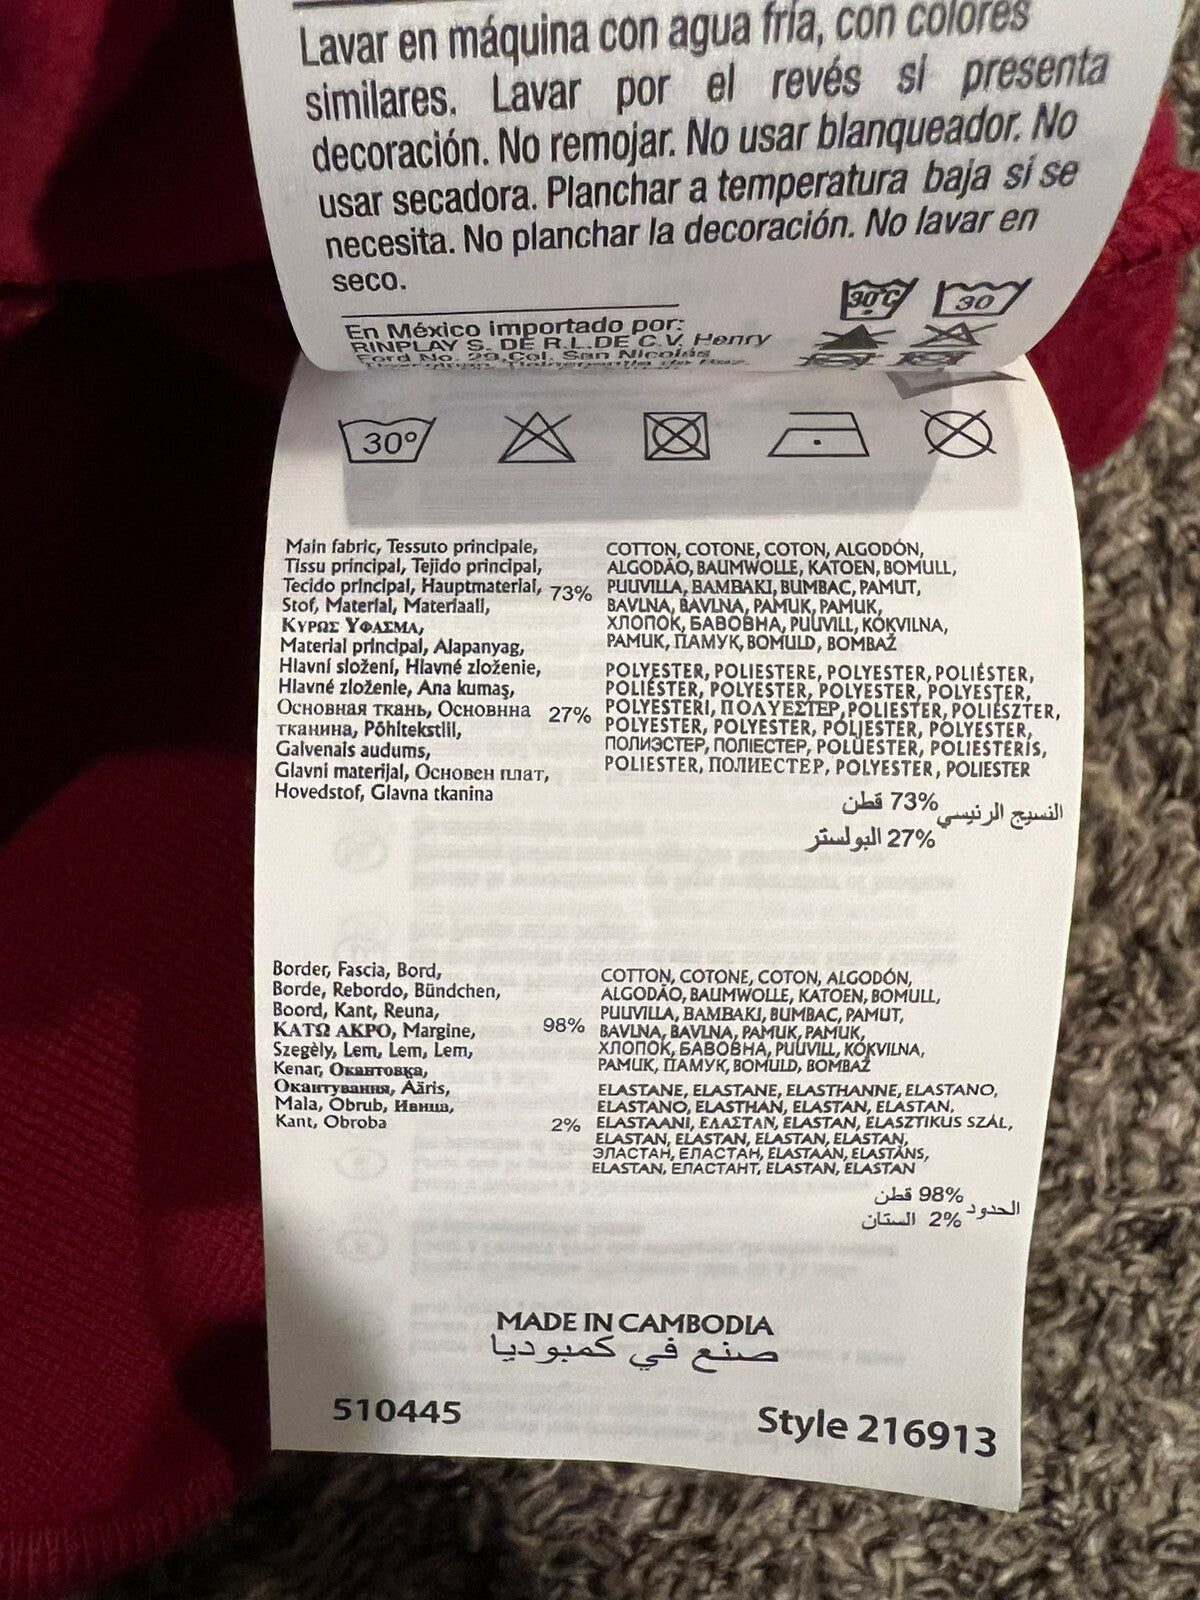 Lavar en máquina con agua fría, con colores
similares. Lavar por el revés si presenta
decoración. No remojar. No usar blanqueador. No
usar secadora. Planchar a temperatura baja si se
necesita. No planchar la decoración. No lavar en
seco.
En México importado por:
RINPLAY S. DE R.L.DE C.V. Henry
Ford No. 29,Col. San Nicolás
30°C 30
30°
Main fabric, Tessuto principale,
Tissu principal, Tejido principal,
Tecido principal, Hauptmaterial,
Stof, Material, Materiaali,
ΚΥΡΩΣ ΥΦΑΣΜΑ,
Material principal, Alapanyag,
Hlavní složení, Hlavné zloženie,
Hlavné zloženie, Ana kumaş,
Основная ткань, Основнна
тканина, Põhitekstiil,
Galvenais audums,
Glavni materijal, Основен плат,
Hovedstof, Glavna tkanina
73%
COTTON, COTONE, COTON, ALGODÓN,
ALGODÃO, BAUMWOLLE, KATOEN, BOMULL,
PUUVILLA, BAMBAKI, BUMBAC, PAMUT,
BAVLNA, BAVLNA, PAMUK, PAMUK,
ХЛОПОК, БАВОВНА, PUUVILL, KOKVILNA,
PAMUK, ПАМУК, BOMULD, BOMBAŽ
27%
POLYESTER, POLIESTERE, POLYESTER, POLIÉSTER,
POLIÉSTER, POLYESTER, POLYESTER, POLYESTER,
POLYESTERI, ΠΟΛΥΕΣΤΕΡ, POLIESTER, POLIÉSZTER,
POLYESTER, POLYESTER, POLJESTER, POLYESTER,
ПОЛИЭСТЕР, ПОЛІЕСТЕР, POLÜESTER, POLIESTERIS,
POLIESTER, ПОЛИЕСТЕР, POLYESTER, POLIESTER
النسيج الرئيسي 73% قطن
27% البولستر
Border, Fascia, Bord,
Borde, Rebordo, Bündchen,
Boord, Kant, Reuna,
ΚΑΤΩ ΑΚΡΟ, Margine,
Szegèly, Lem, Lem, Lem,
Kenar, Окантовка,
Окантування, Ääris,
Mala, Obrub, Ивица,
Kant, Obroba
98%
COTTON, COTONE, COTON, ALGODÓN,
ALGODÃO, BAUMWOLLE, KATOEN, BOMULL,
PUUVILLA, BAMBAKI, BUMBAC, PAMUT,
BAVLNA, BAVLNA, PAMUK, PAMUK,
ХЛОПОК, БАВОВНА, PUUVILL, KOKVILNA,
PAMUK, ПАМУК, BOMULD, BOMBAŽ
2%
ELASTANE, ELASTANE, ELASTHANNE, ELASTANO,
ELASTANO, ELASTHAN, ELASTAN, ELASTAN,
ELASTAANI, ΕΛΑΣΤΑΝ, ELASTAN, ELASZTIKUS SZÁL,
ELASTAN, ELASTAN, ELASTAN, ELASTAN,
ЭЛАСТАН, ЕЛАСТАН, ELASTAAN, ELASTĀNS,
ELASTAN, ЕЛАСТАНТ, ELASTAN, ELASTAN
الحدود 98% قطن
2% الستان
MADE IN CAMBODIA
صنع في كمبوديا
510445 Style 216913